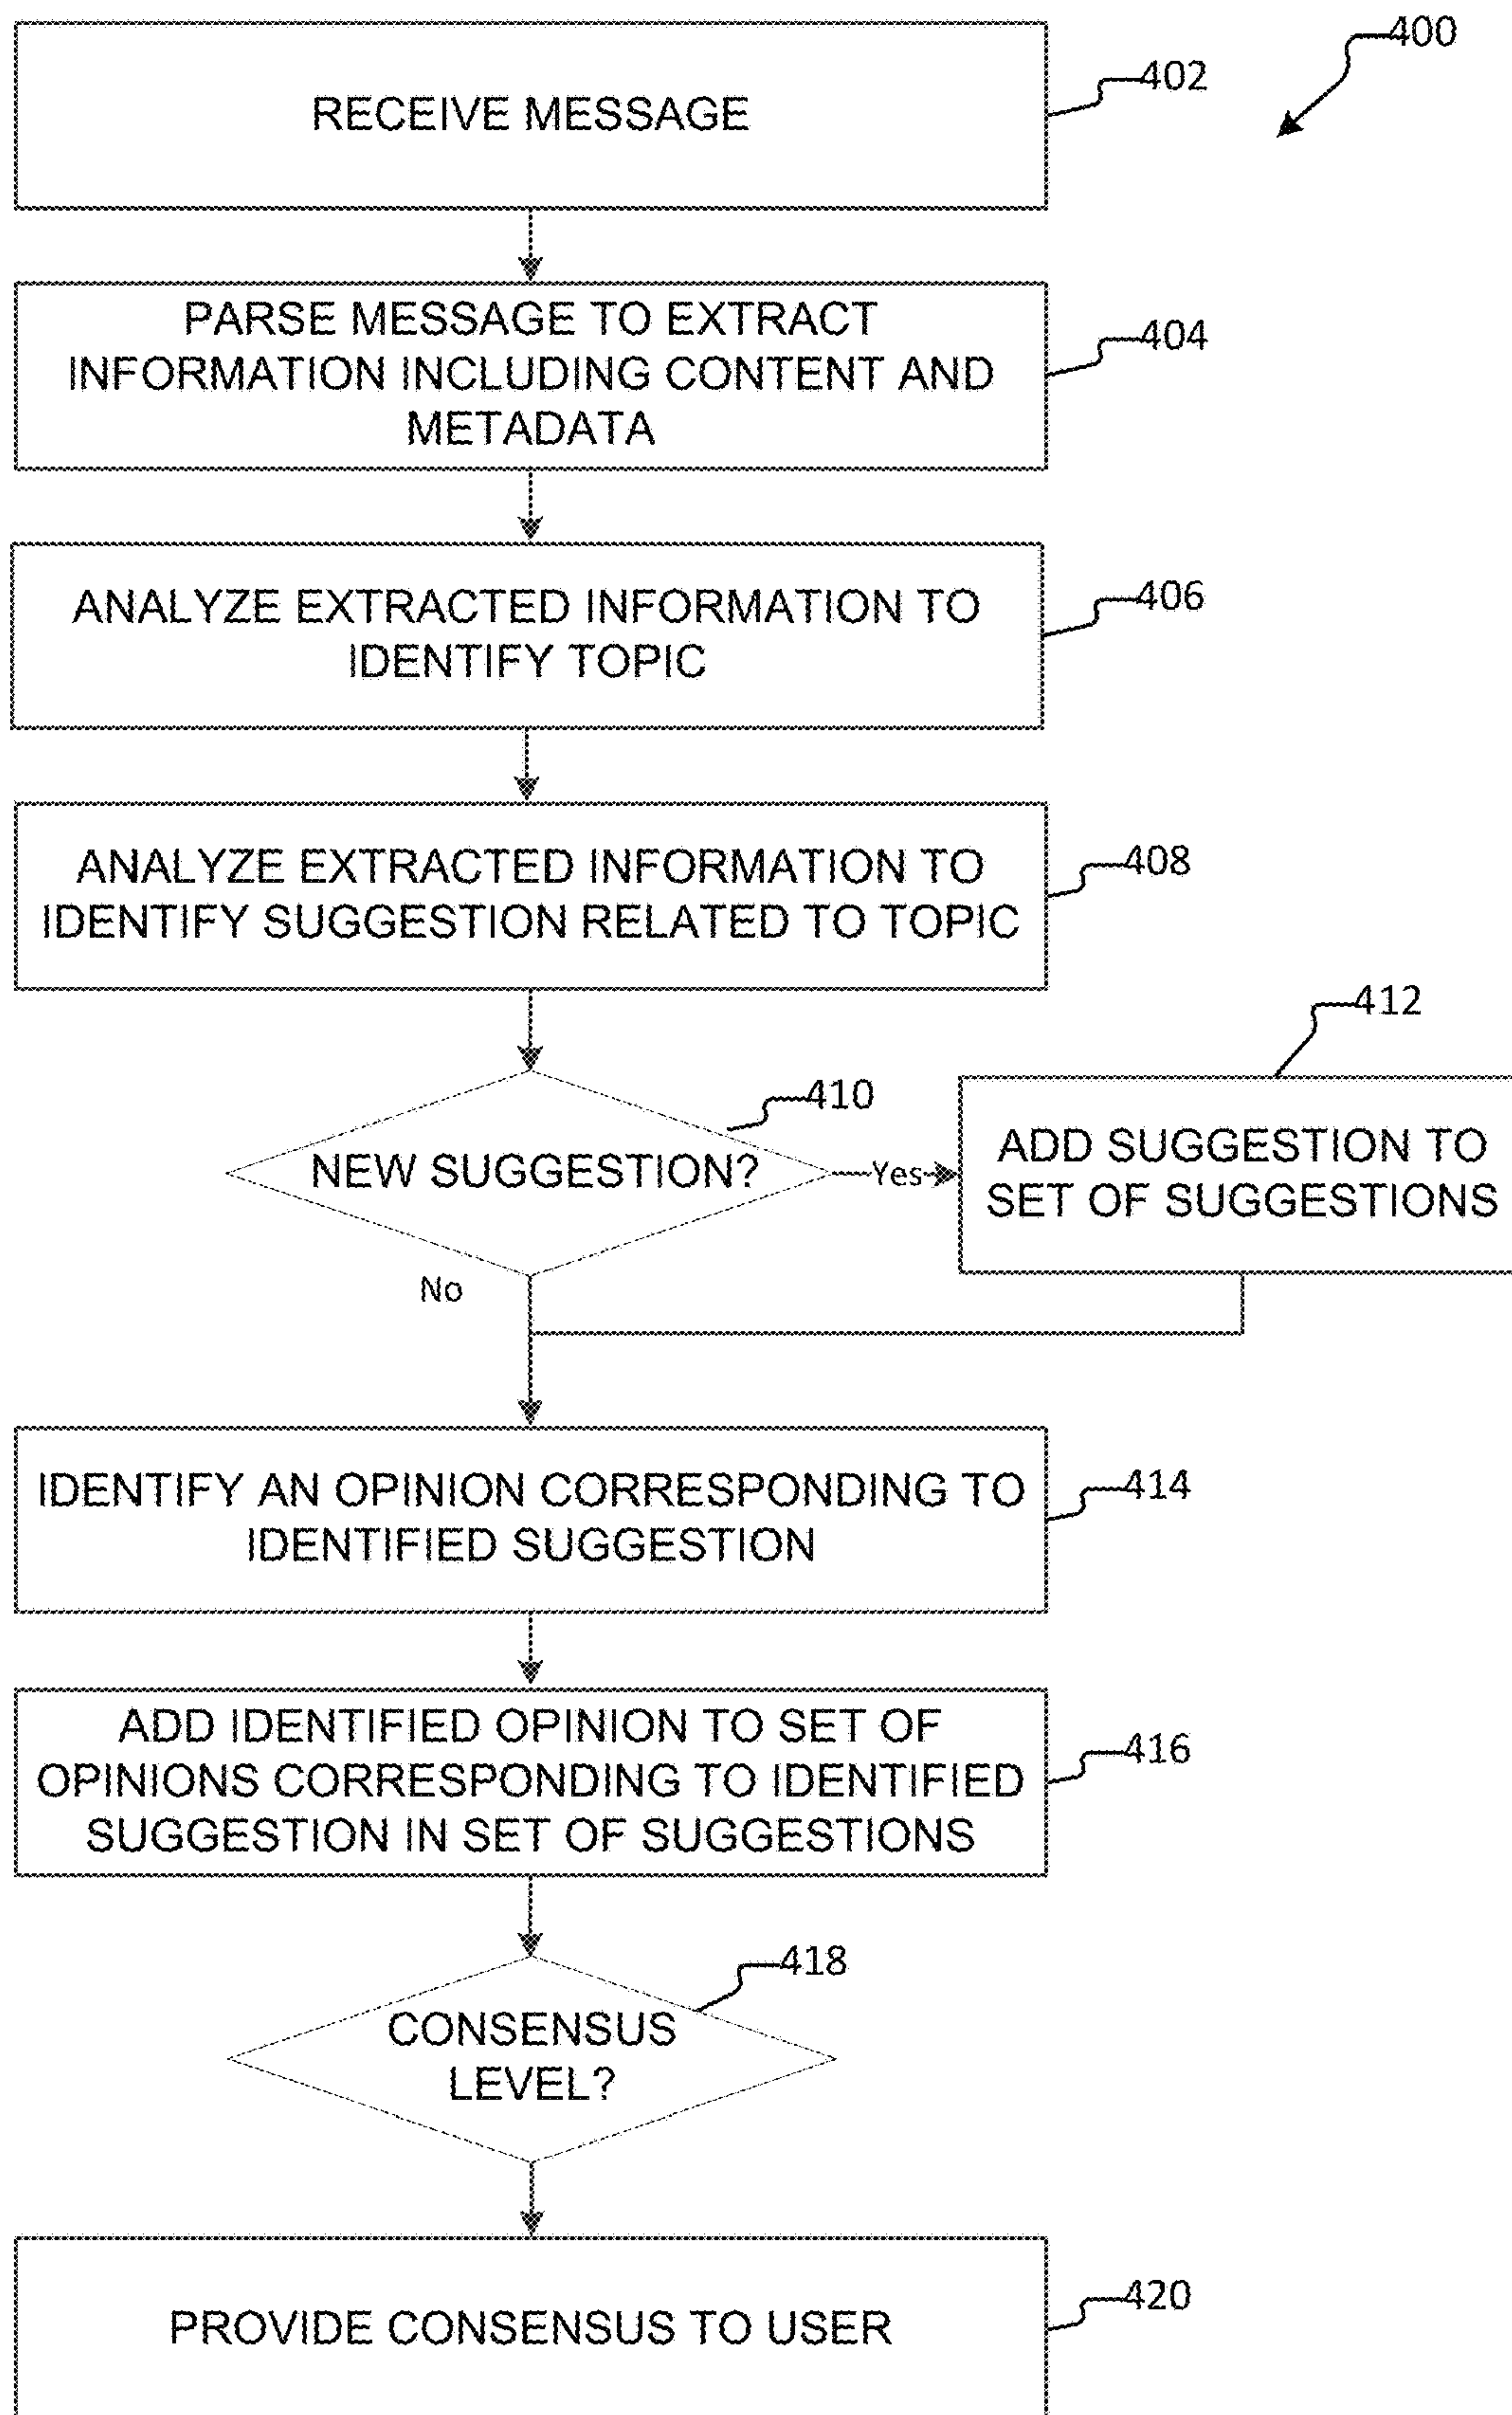 400
RECEIVE MESSAGE
402
PARSE MESSAGE TO EXTRACT
INFORMATION INCLUDING CONTENT AND
METADATA
404
ANALYZE EXTRACTED INFORMATION TO
IDENTIFY TOPIC
406
ANALYZE EXTRACTED INFORMATION TO
IDENTIFY SUGGESTION RELATED TO TOPIC
408
NEW SUGGESTION?
410
Yes
412
ADD SUGGESTION TO
SET OF SUGGESTIONS
No
IDENTIFY AN OPINION CORRESPONDING TO
IDENTIFIED SUGGESTION
414
ADD IDENTIFIED OPINION TO SET OF
OPINIONS CORRESPONDING TO IDENTIFIED
SUGGESTION IN SET OF SUGGESTIONS
416
CONSENSUS
LEVEL?
418
PROVIDE CONSENSUS TO USER
420